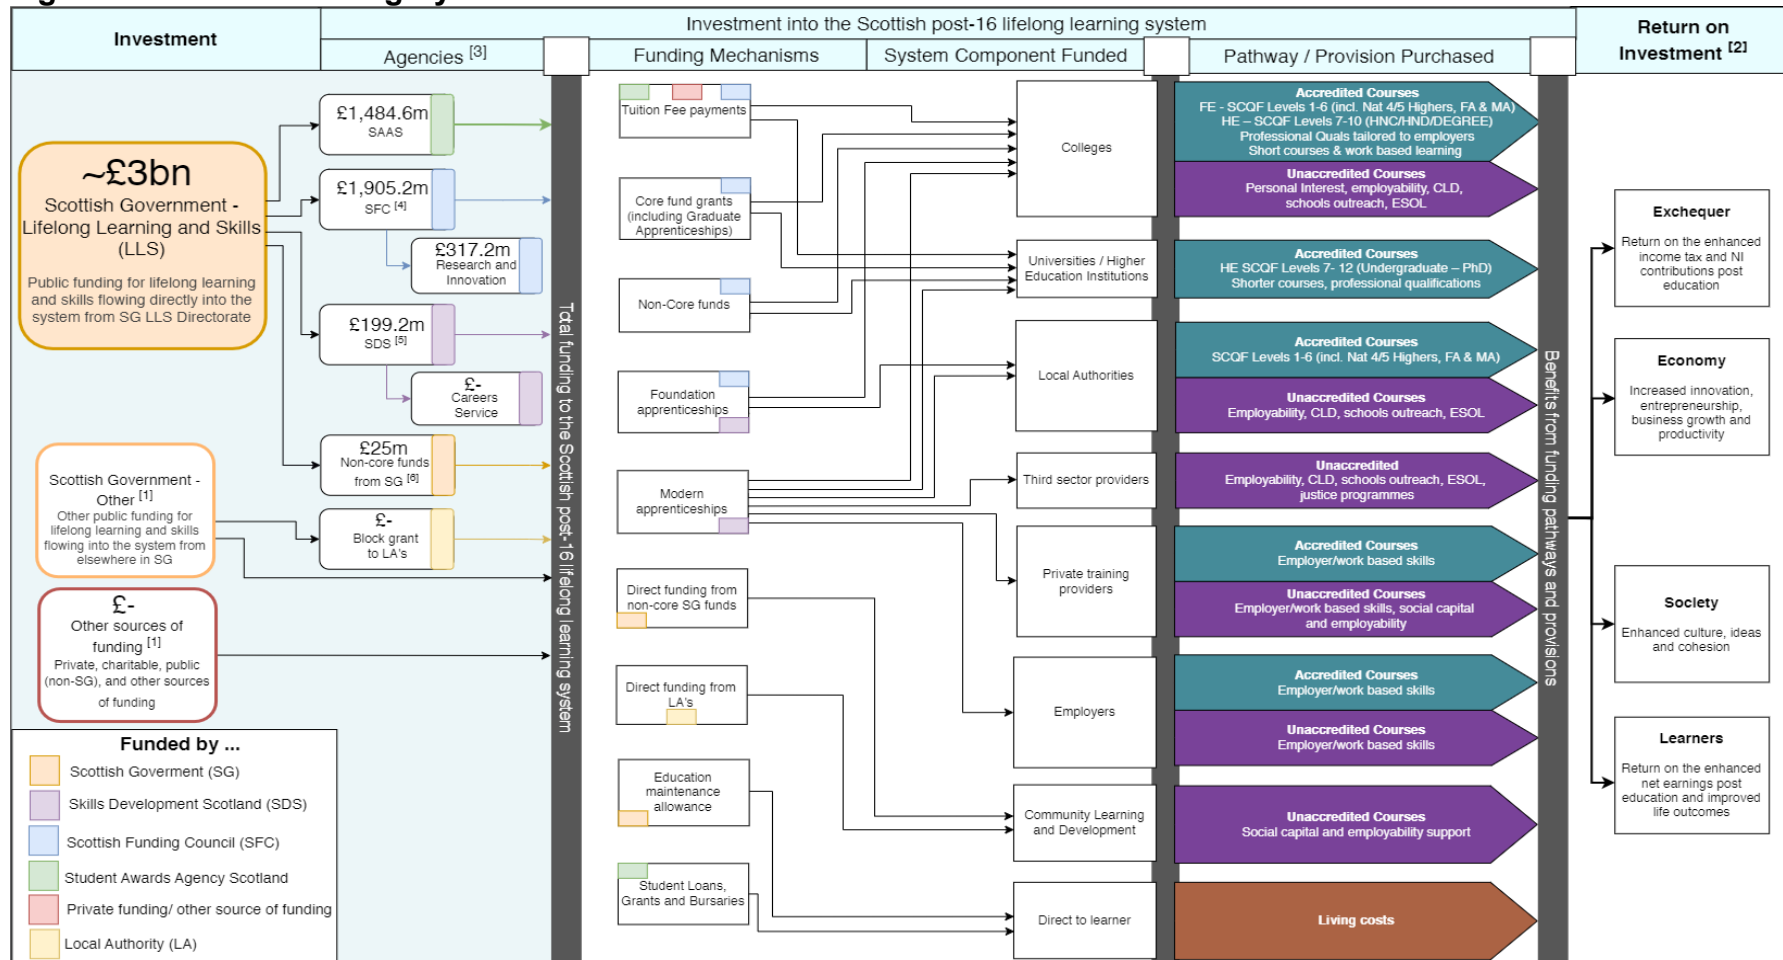 Investment
Investment into the Scottish post-16 lifelong learning system
Return on
Investment [2]
Agencies [3]
Funding Mechanisms
System Component Funded
Pathway / Provision Purchased
~£3bn
Scottish Government -
Lifelong Learning and Skills
(LLS)
Public funding for lifelong learning
and skills flowing directly into the
system from SG LLS Directorate
Scottish Government -
Other [1]
Other public funding for
lifelong learning and skills
flowing into the system from
elsewhere in SG
£-
Other sources of
funding [1]
Private, charitable, public
(non-SG), and other sources
of funding
£1,484.6m
SAAS
£1,905.2m
SFC [4]
£317.2m
Research and
Innovation
£199.2m
SDS [5]
£-
Careers
Service
£25m
Non-core funds
from SG [6]
£-
Block grant
to LA's
Funded by ...
Scottish Goverment (SG)
Skills Development Scotland (SDS)
Scottish Funding Council (SFC)
Student Awards Agency Scotland
Private funding/ other source of funding
Local Authority (LA)
Total funding to the Scottish post-16 lifelong learning system
Tuition Fee payments
Core fund grants
(including Graduate
Apprenticeships)
Non-Core funds
Foundation
apprenticeships
Modern
apprenticeships
Direct funding from
non-core SG funds
Direct funding from
LA's
Education
maintenance
allowance
Student Loans,
Grants and Bursaries
Colleges
Universities / Higher
Education Institutions
Local Authorities
Third sector providers
Private training
providers
Employers
Community Learning
and Development
Direct to learner
Accredited Courses
FE - SCQF Levels 1-6 (incl. Nat 4/5 Highers, FA & MA)
HE – SCQF Levels 7-10 (HNC/HND/DEGREE)
Professional Quals tailored to employers
Short courses & work based learning
Unaccredited Courses
Personal Interest, employability, CLD,
schools outreach, ESOL
Accredited Courses
HE SCQF Levels 7- 12 (Undergraduate – PhD)
Shorter courses, professional qualifications
Accredited Courses
SCQF Levels 1-6 (incl. Nat 4/5 Highers, FA & MA)
Unaccredited Courses
Employability, CLD, schools outreach, ESOL
Unaccredited
Employability, CLD, schools outreach, ESOL,
justice programmes
Accredited Courses
Employer/work based skills
Unaccredited Courses
Employer/work based skills, social capital
and employability
Accredited Courses
Employer/work based skills
Unaccredited Courses
Employer/work based skills
Unaccredited Courses
Social capital and employability support
Living costs
Benefits from funding pathways and provisions
Exchequer
Return on the enhanced
income tax and NI
contributions post
education
Economy
Increased innovation,
entrepreneurship,
business growth and
productivity
Society
Enhanced culture, ideas
and cohesion
Learners
Return on the enhanced
net earnings post
education and improved
life outcomes